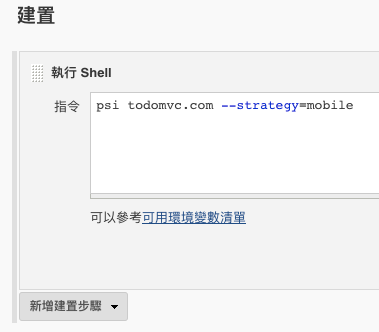 建置
執行 Shell
指令
psi todomvc.com --strategy=mobile
可以參考可用環境變數清單
新增建置步驟